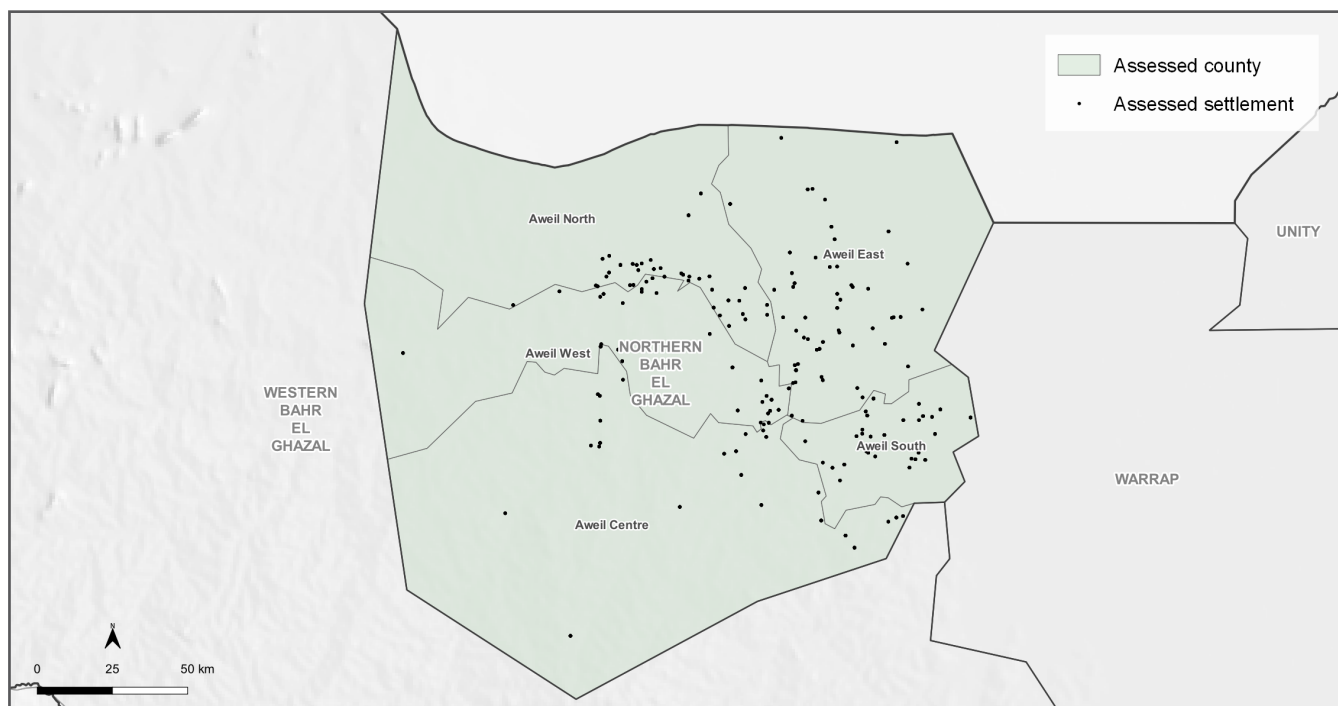 Assessed county
Assessed settlement
Aweil North
UNITY
Aweil East
Aweil West
NORTHERN
BAHR
EL
GHAZAL
WESTERN
BAHR
EL
GHAZAL
Aweil South
WARRAP
Aweil Centre
N
0 25 50 km